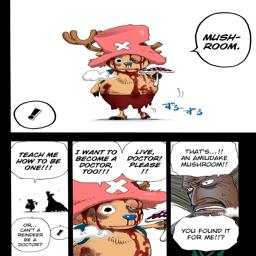 MUSH-
ROOM.
!
TEACH ME
HOW TO BE
ONE!!!
OR...
CAN'T A
REINDEER
BE A
DOCTOR?
I WANT TO
BECOME A
DOCTOR,
TOO!!!
LIVE,
DOCTOR!
PLEASE
!!
THAT'S...!!
AN AMIUDAKE
MUSHROOM!!
YOU FOUND IT
FOR ME!!?